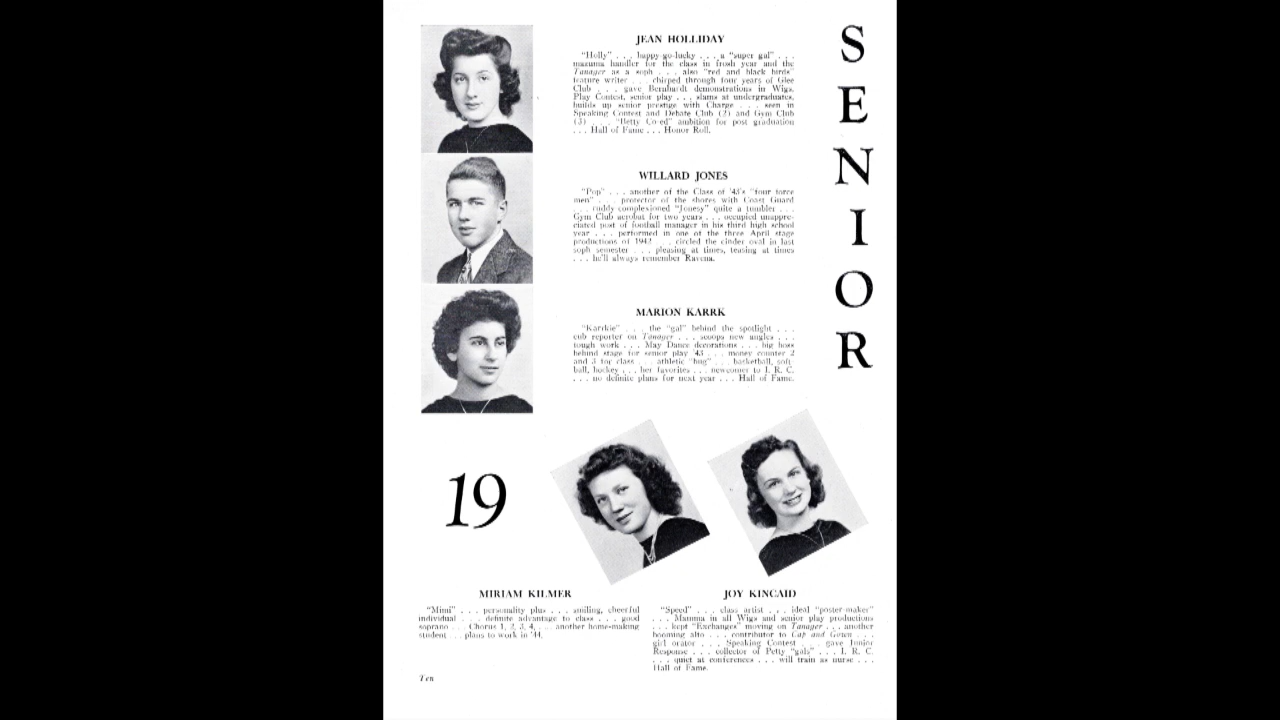 SENIOR
JEAN HOLLIDAY
"Holly" . . . happy-go-lucky . . . a "super gal" . . .
mazuma handler for the class in frosh year and the
Tanager as a soph . . . also "red and black birds"
feature writer . . . chirped through four years of Glee
Club . . . gave Bernhardt demonstrations in Wigs,
Play Contest, senior play . . . slams at undergraduates,
builds up senior prestige with Charge . . . seen in
Speaking Contest and Debate Club (2) and Gym Club
(3) . . . "Betty Co-ed" ambition for post graduation
. . . Hall of Fame . . . Honor Roll.
WILLARD JONES
"Pop" . . . another of the Class of '43's "four force
men" . . . protector of the shores with Coast Guard
. . . ruddy complexioned "Jonesy" quite a tumbler . . .
Gym Club acrobat for two years . . . occupied unappre-
ciated post of football manager in his third high school
year . . . performed in one of the three April stage
productions of 1942 . . . circled the cinder oval in last
soph semester . . . pleasing at times, teasing at times
. . . he'll always remember Ravena.
MARION KARRK
"Karrkie" . . . the "gal" behind the spotlight . . .
cub reporter on Tanager . . . scoops new angles . . .
tough work . . . May Dance decorations . . . big boss
behind stage for senior play '43 . . . money counter 2
and 3 for class . . . athletic "bug" . . . basketball, soft-
ball, hockey . . . her favorites . . . newcomer to I. R. C.
. . . no definite plans for next year . . . Hall of Fame.
19
MIRIAM KILMER
"Mimi" . . . personality plus . . . smiling, cheerful
individual . . . definite advantage to class . . . good
soprano . . . Chorus 1, 2, 3, 4, . . . another home-making
student . . . plans to work in '44.
JOY KINCAID
"Speed" . . . class artist . . . ideal "poster-maker"
. . . Mamma in all Wigs and senior play productions
. . . kept "Exchanges" moving on Tanager . . . another
booming alto . . . contributor to Cap and Gown . . .
girl orator . . . Speaking Contest . . . gave Junior
Response . . . collector of Petty "gals" . . . I. R. C.
. . . quiet at conferences . . . will train as nurse . . .
Hall of Fame.
Ten